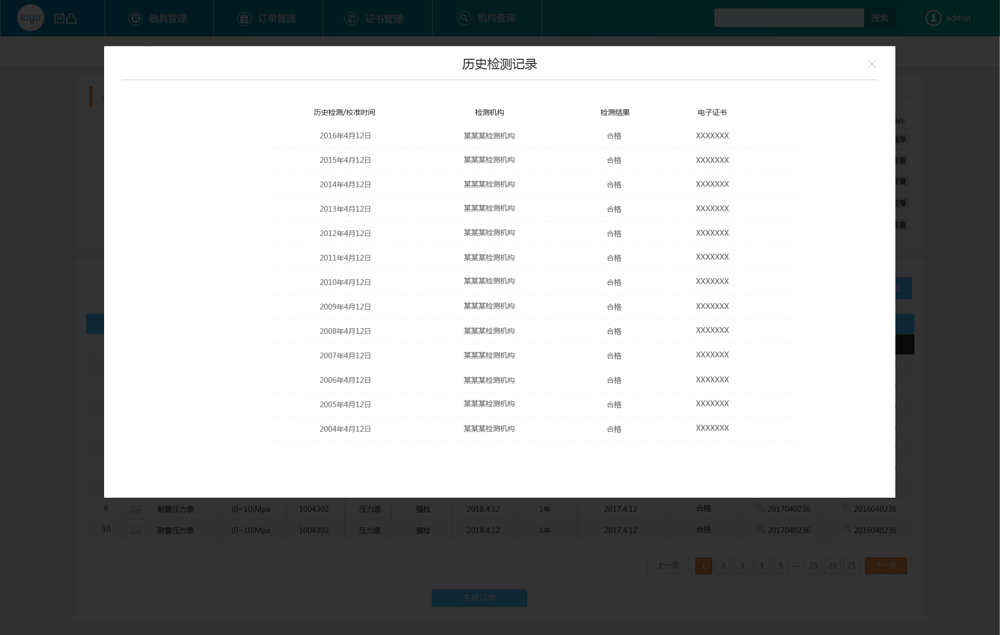 logo 凹凸 器具管理 订单管理 证书管理 机构查询 搜索 admin
历史检测记录
历史检测/校准时间 检测机构 检测结果 电子证书
作
2016年4月12日 某某某检测机构 合格 XXXXXXX
单
2015年4月12日 某某某检测机构 合格 XXXXXXX
查看
2014年4月12日 某某某检测机构 合格 XXXXXXX
查看
2013年4月12日 某某某检测机构 合格 XXXXXXX
查看
2012年4月12日 某某某检测机构 合格 XXXXXXX
查看
2011年4月12日 某某某检测机构 合格 XXXXXXX
2010年4月12日 某某某检测机构 合格 XXXXXXX
2009年4月12日 某某某检测机构 合格 XXXXXXX
2008年4月12日 某某某检测机构 合格 XXXXXXX
2007年4月12日 某某某检测机构 合格 XXXXXXX
2006年4月12日 某某某检测机构 合格 XXXXXXX
2005年4月12日 某某某检测机构 合格 XXXXXXX
2004年4月12日 某某某检测机构 合格 XXXXXXX
9 耐震压力表 (0~10)Mpa 1004302 压力表 强检 2018.4.12 1年 2017.4.12 合格 2017040236 2016040236
10 耐震压力表 (0~10)Mpa 1004302 压力表 强检 2018.4.12 1年 2017.4.12 合格 2017040236 2016040236
上一页 1 2 3 4 5 ... 23 24 25 下一页
生成订单